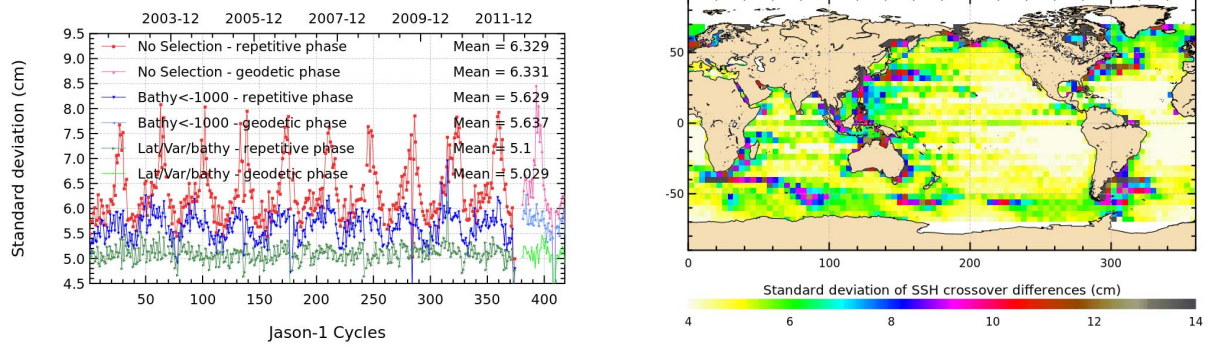 2003-12 2005-12 2007-12 2009-12 2011-12
9.5
9.0
8.5
8.0
7.5
7.0
6.5
6.0
5.5
5.0
4.5
Standard deviation (cm)
No Selection - repetitive phase Mean = 6.329
No Selection - geodetic phase Mean = 6.331
Bathy<-1000 - repetitive phase Mean = 5.629
Bathy<-1000 - geodetic phase Mean = 5.637
Lat/Var/bathy - repetitive phase Mean = 5.1
Lat/Var/bathy - geodetic phase Mean = 5.029
50 100 150 200 250 300 350 400
Jason-1 Cycles
50
0
-50
0 100 200 300
Standard deviation of SSH crossover differences (cm)
4 6 8 10 12 14